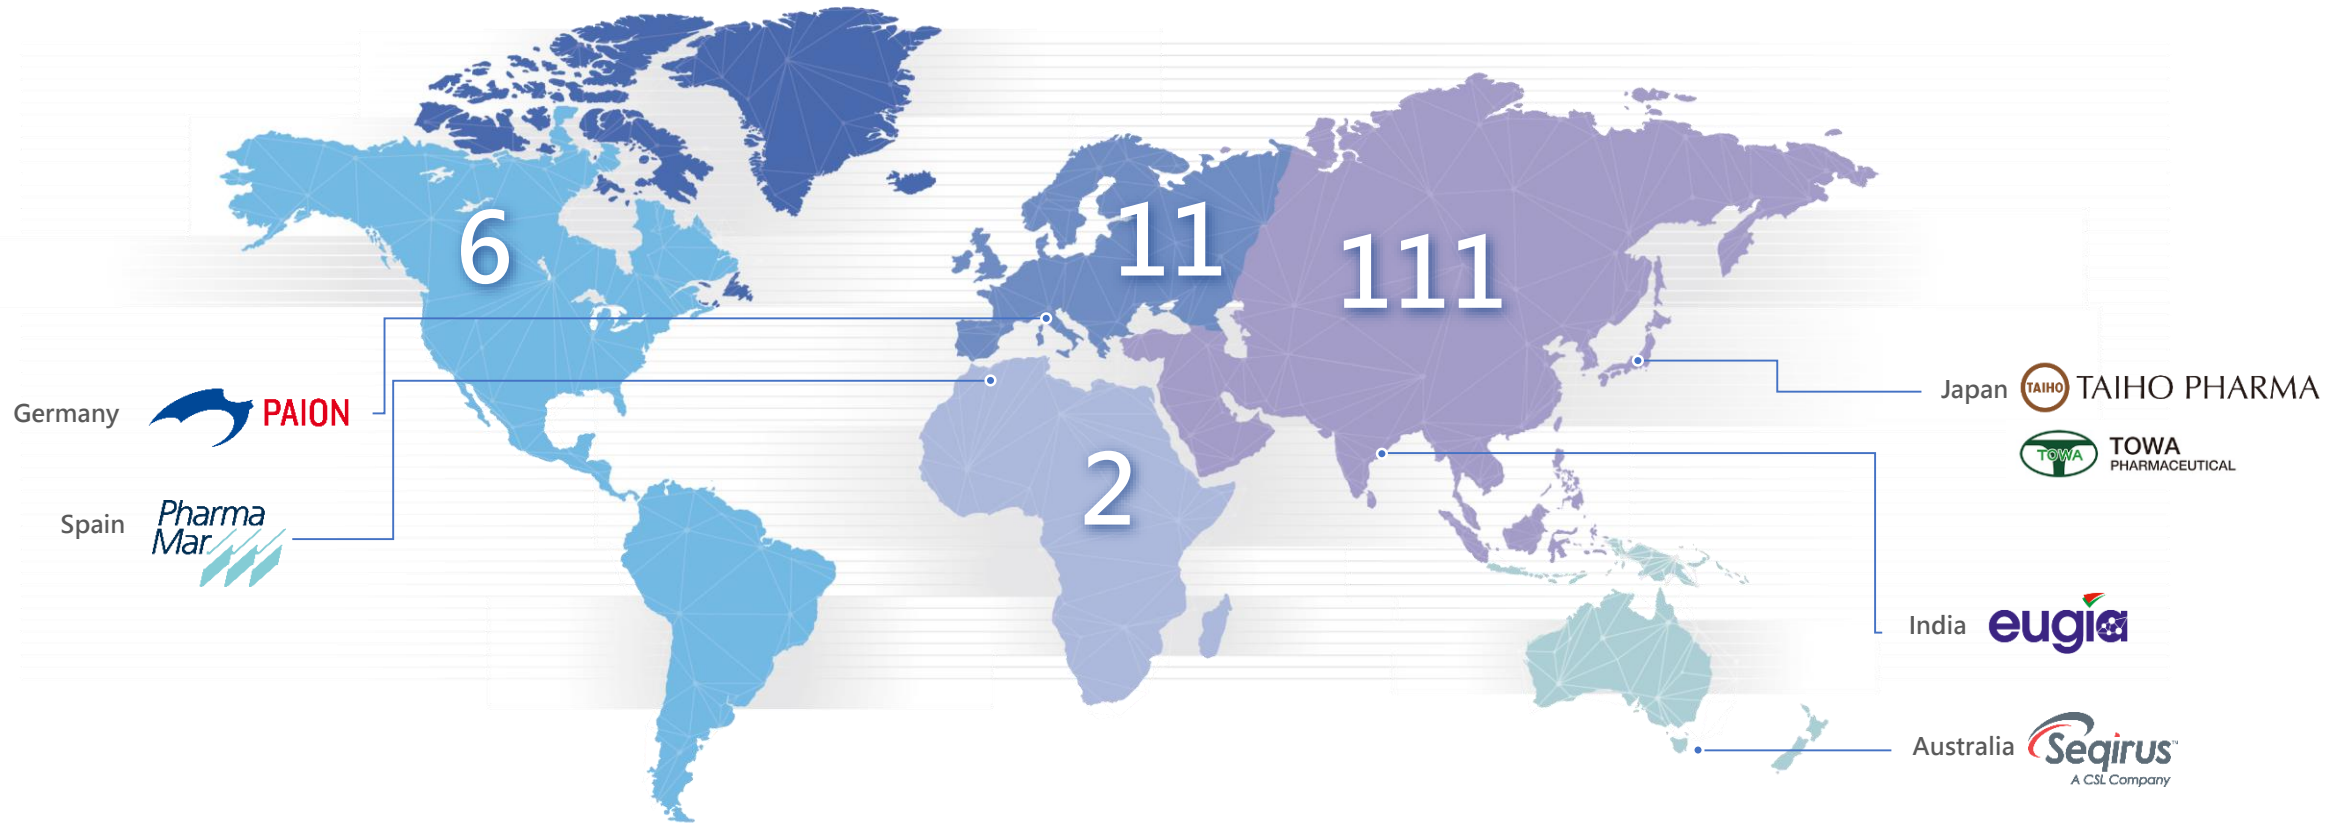 6
11
111
2
Germany
PAION
Spain
Pharma
Mar
Japan
TAIHO
TAIHO PHARMA
TOWA
TOWA
PHARMACEUTICAL
India
eugia
Australia
Seqirus™
A CSL Company